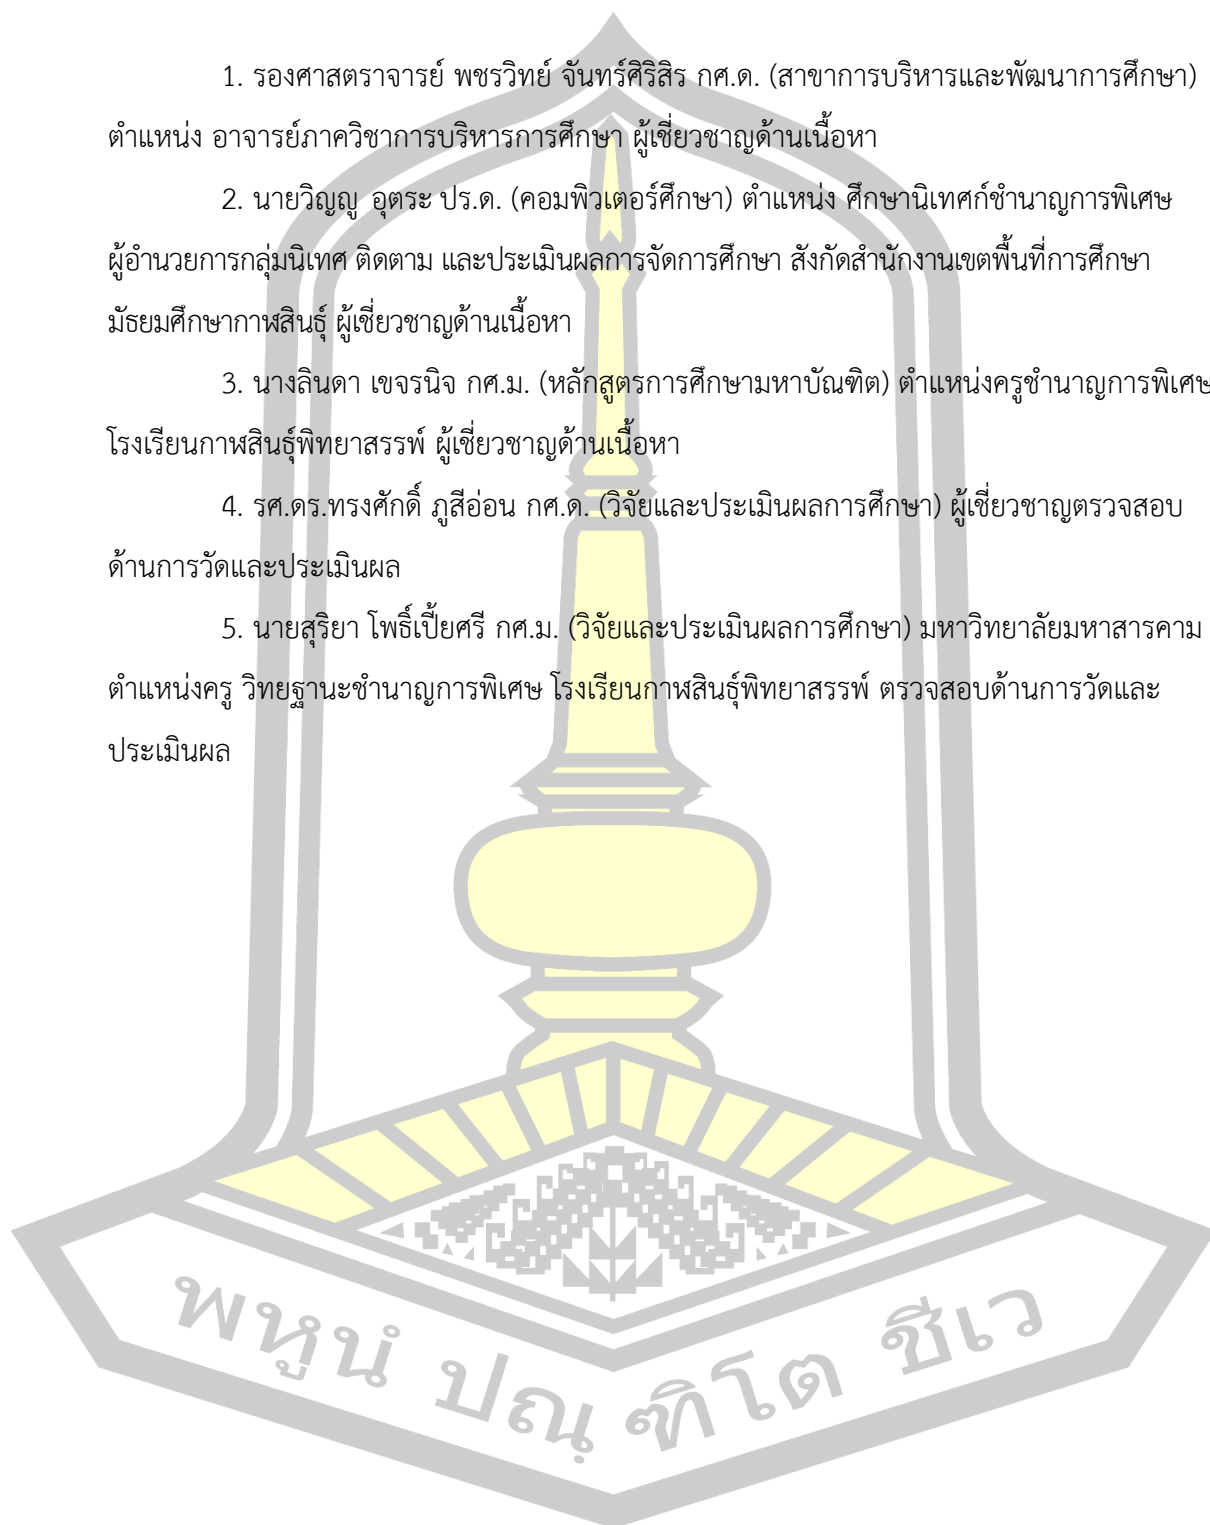 1. รองศาสตราจารย์ พชรวิทย์ จันทร์ศิริสิร กศ.ด. (สาขาการบริหารและพัฒนาการศึกษา)
ตำแหน่ง อาจารย์ภาควิชาการบริหารการศึกษา ผู้เชี่ยวชาญด้านเนื้อหา
2. นายวิญญู อุตระ ปร.ด. (คอมพิวเตอร์ศึกษา) ตำแหน่ง ศึกษานิเทศก์ชำนาญการพิเศษ
ผู้อำนวยการกลุ่มนิเทศ ติดตาม และประเมินผลการจัดการศึกษา สังกัดสำนักงานเขตพื้นที่การศึกษา
มัธยมศึกษากาฬสินธุ์ ผู้เชี่ยวชาญด้านเนื้อหา
3. นางลินดา เขจรนิจ กศ.ม. (หลักสูตรการศึกษามหาบัณฑิต) ตำแหน่งครูชำนาญการพิเศษ
โรงเรียนกาฬสินธุ์พิทยาสรรพ์ ผู้เชี่ยวชาญด้านเนื้อหา
4. รศ.ดร.ทรงศักดิ์ ภูสีอ่อน กศ.ด. (วิจัยและประเมินผลการศึกษา) ผู้เชี่ยวชาญตรวจสอบ
ด้านการวัดและประเมินผล
5. นายสุริยา โพธิ์เปี้ยศรี กศ.ม. (วิจัยและประเมินผลการศึกษา) มหาวิทยาลัยมหาสารคาม
ตำแหน่งครู วิทยฐานะชำนาญการพิเศษ โรงเรียนกาฬสินธุ์พิทยาสรรพ์ ตรวจสอบด้านการวัดและ
ประเมินผล
พหูนํ ปณฺฑิโต ชีเว